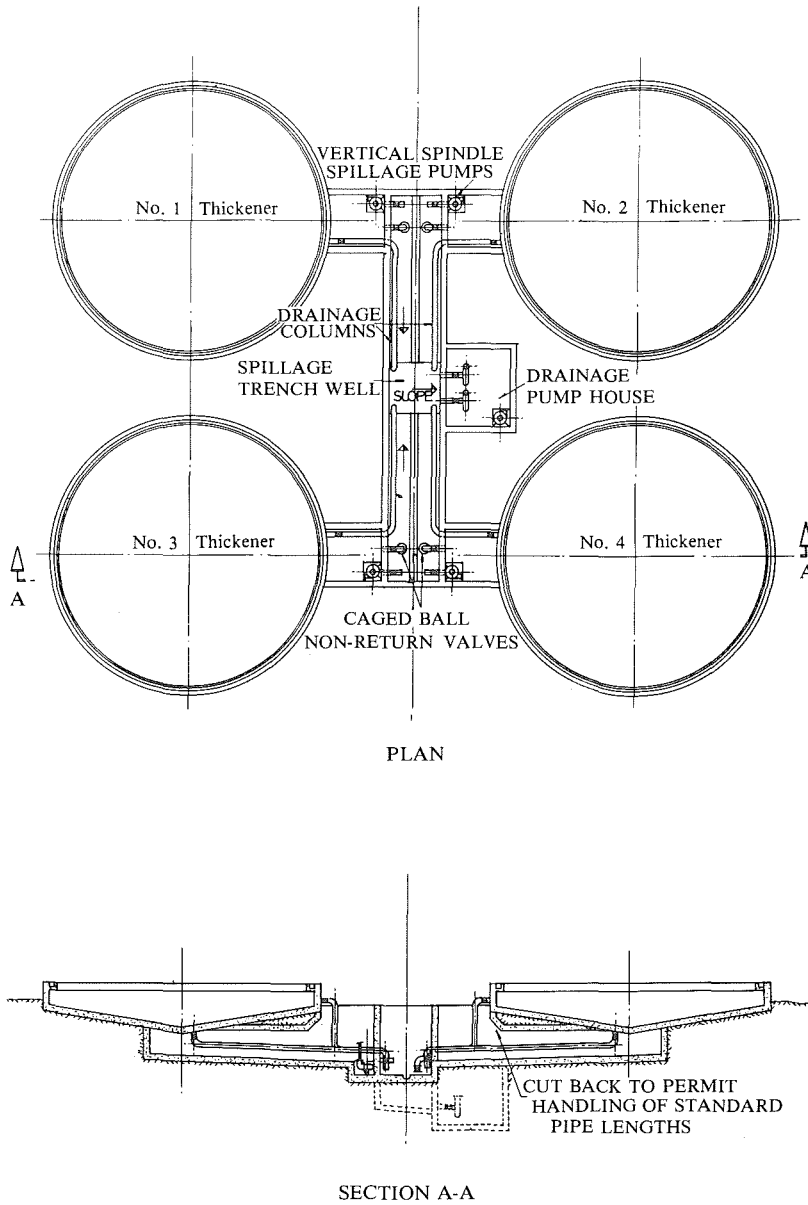 VERTICAL SPINDLE
SPILLAGE PUMPS
No. 1 Thickener
No. 2 Thickener
DRAINAGE
COLUMNS
SPILLAGE
TRENCH WELL
SLOPE
DRAINAGE
PUMP HOUSE
No. 3 Thickener
No. 4 Thickener
A
A
CAGED BALL
NON-RETURN VALVES
PLAN
CUT BACK TO PERMIT
HANDLING OF STANDARD
PIPE LENGTHS
SECTION A-A